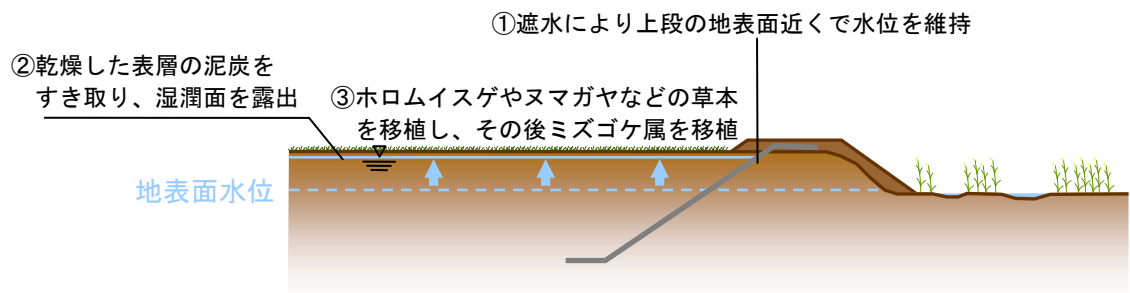 ①遮水により上段の地表面近くで水位を維持
②乾燥した表層の泥炭を
すき取り、湿潤面を露出
③ホロムイスゲやヌマガヤなどの草本
を移植し、その後ミズゴケ属を移植
地表面水位